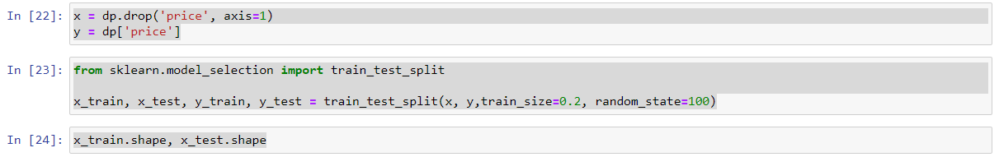 In [22]: x = dp.drop('price', axis=1)
y = dp['price']
In [23]: from sklearn.model_selection import train_test_split
x_train, x_test, y_train, y_test = train_test_split(x, y,train_size=0.2, random_state=100)
In [24]: x_train.shape, x_test.shape